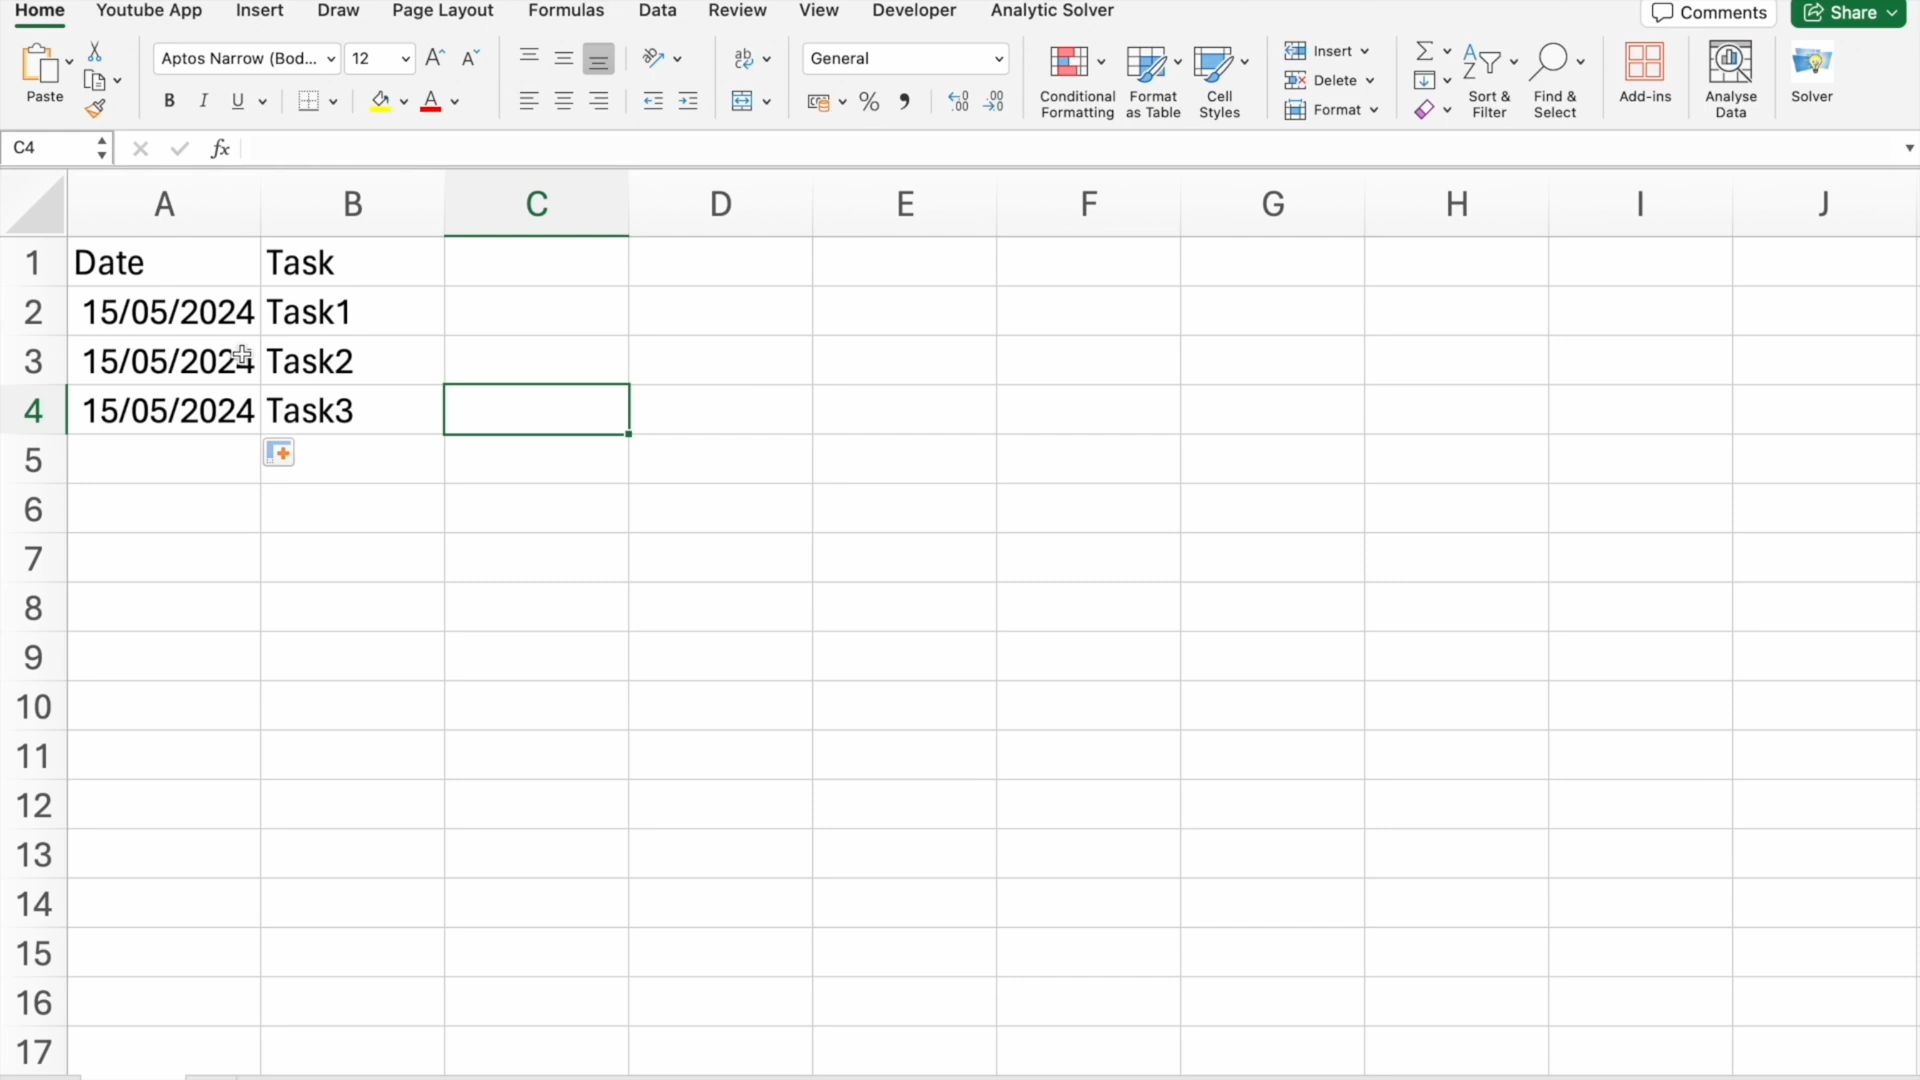 Home Youtube App Insert Draw Page Layout Formulas Data Review View Developer Analytic Solver Comments Share
Paste
Aptos Narrow (Bod... 12
B I U A
ab
General
%
Conditional Formatting
Format as Table
Cell Styles
Insert
Delete
Format
Sort & Filter
Find & Select
Add-ins
Analyse Data
Solver
C4 fx
A B C D E F G H I J
1 Date Task
2 15/05/2024 Task1
3 15/05/2024 Task2
4 15/05/2024 Task3
5
6
7
8
9
10
11
12
13
14
15
16
17